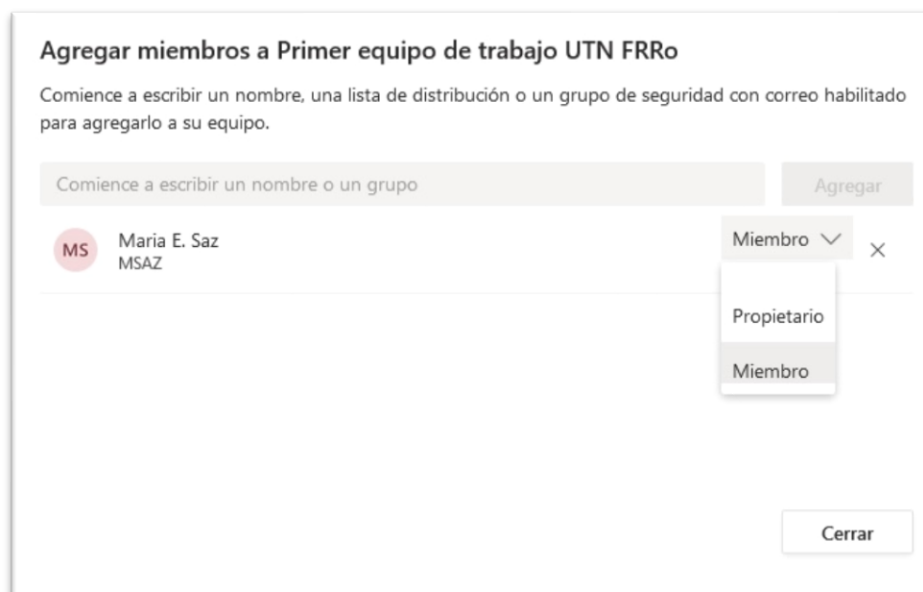 Agregar miembros a Primer equipo de trabajo UTN FRRo
Comience a escribir un nombre, una lista de distribución o un grupo de seguridad con correo habilitado
para agregarlo a su equipo.
Comience a escribir un nombre o un grupo
Agregar
MS
Maria E. Saz
MSAZ
Miembro
Propietario
Miembro
Cerrar